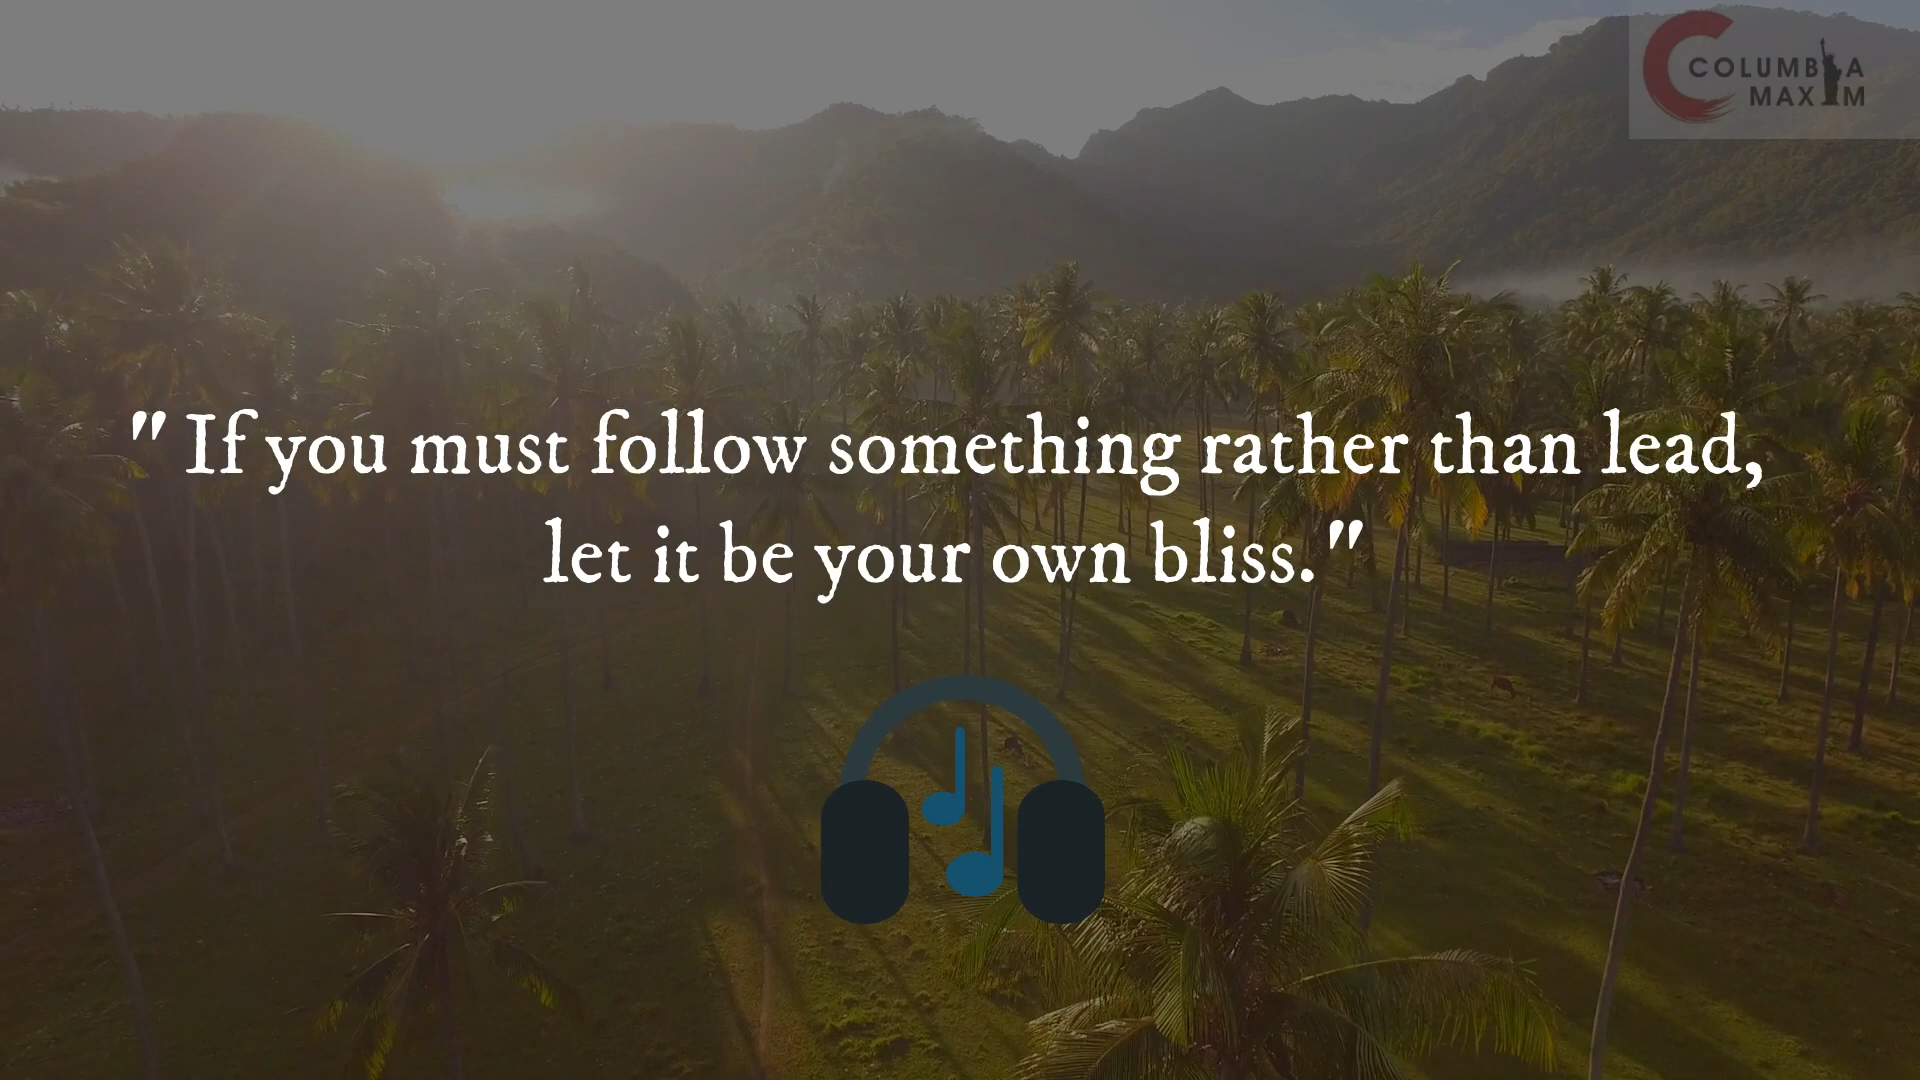 COLUMBIA
MAXIM
" If you must follow something rather than lead,
let it be your own bliss. "